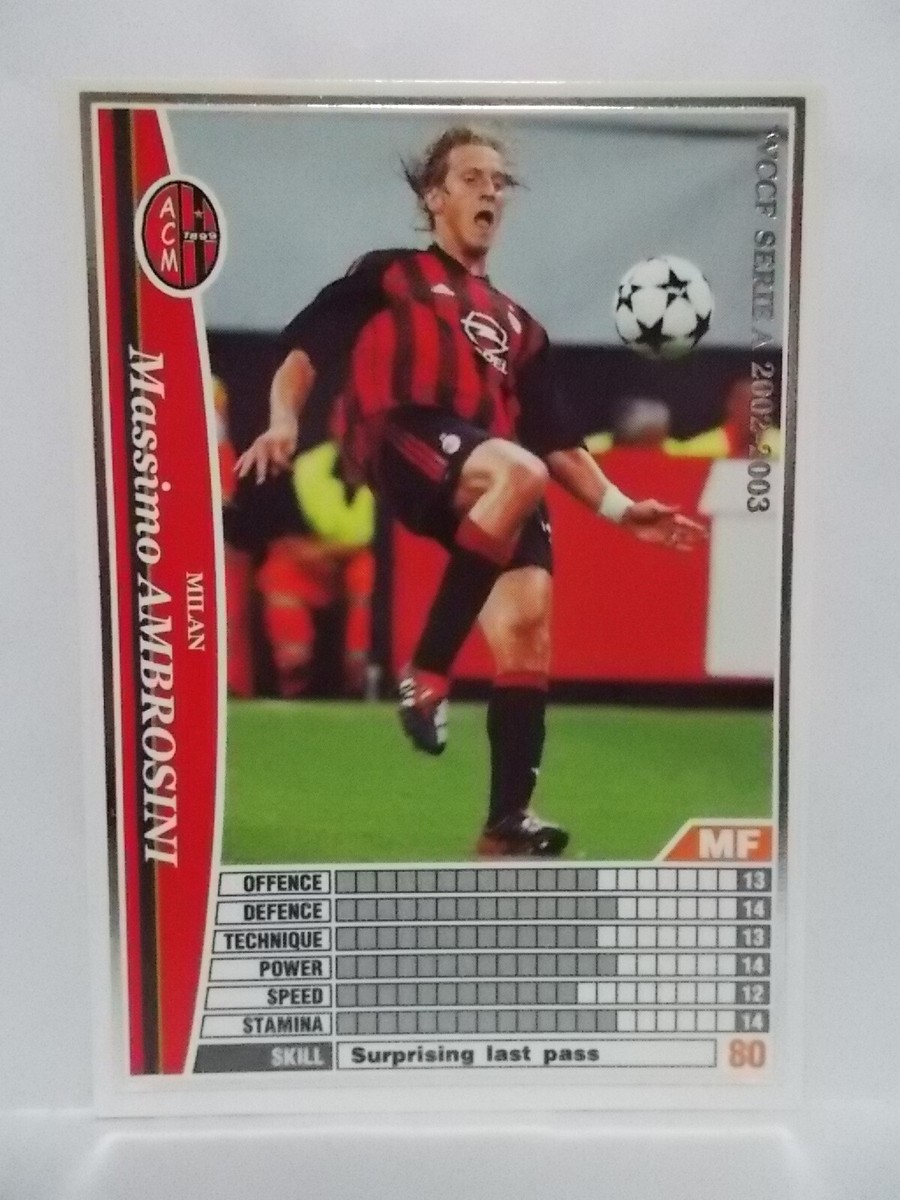 ACM
1899
WCCF SERIE A 2002-2003
MILAN
Massimo AMBROSINI
MF
OFFENCE 13
DEFENCE 14
TECHNIQUE 13
POWER 14
SPEED 12
STAMINA 14
SKILL Surprising last pass 80